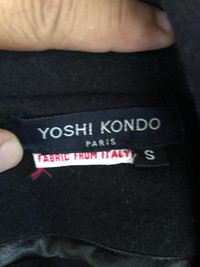 YOSHI KONDO
PARIS
FABRIC FROM ITALY
S